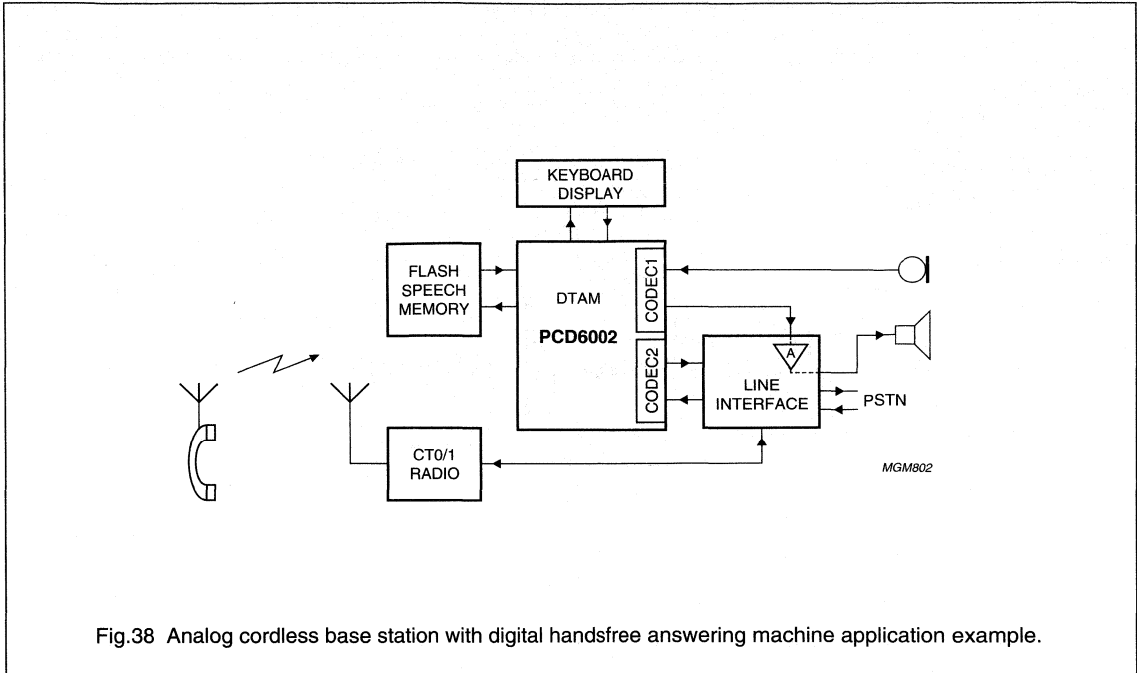 KEYBOARD
DISPLAY
FLASH
SPEECH
MEMORY
DTAM
PCD6002
CODEC1
CODEC2
A
LINE
INTERFACE
PSTN
CT0/1
RADIO
MGM802
Fig.38 Analog cordless base station with digital handsfree answering machine application example.